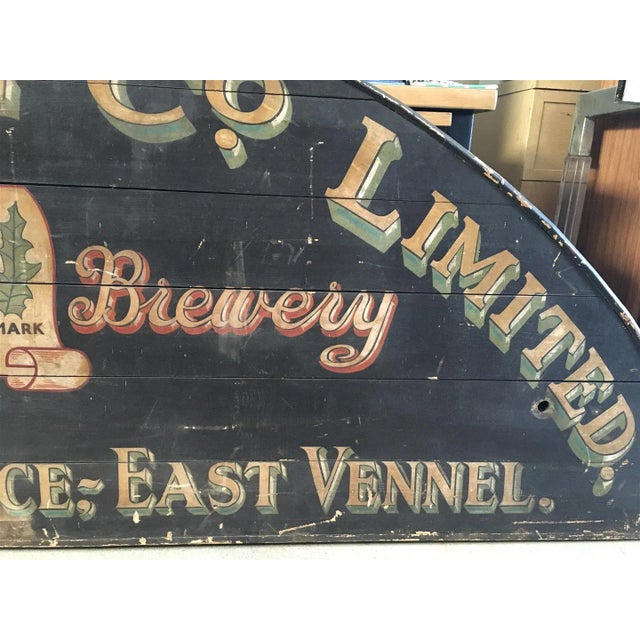 Co LIMITED.
Brewery
MARK
CE;- EAST VENNEL.